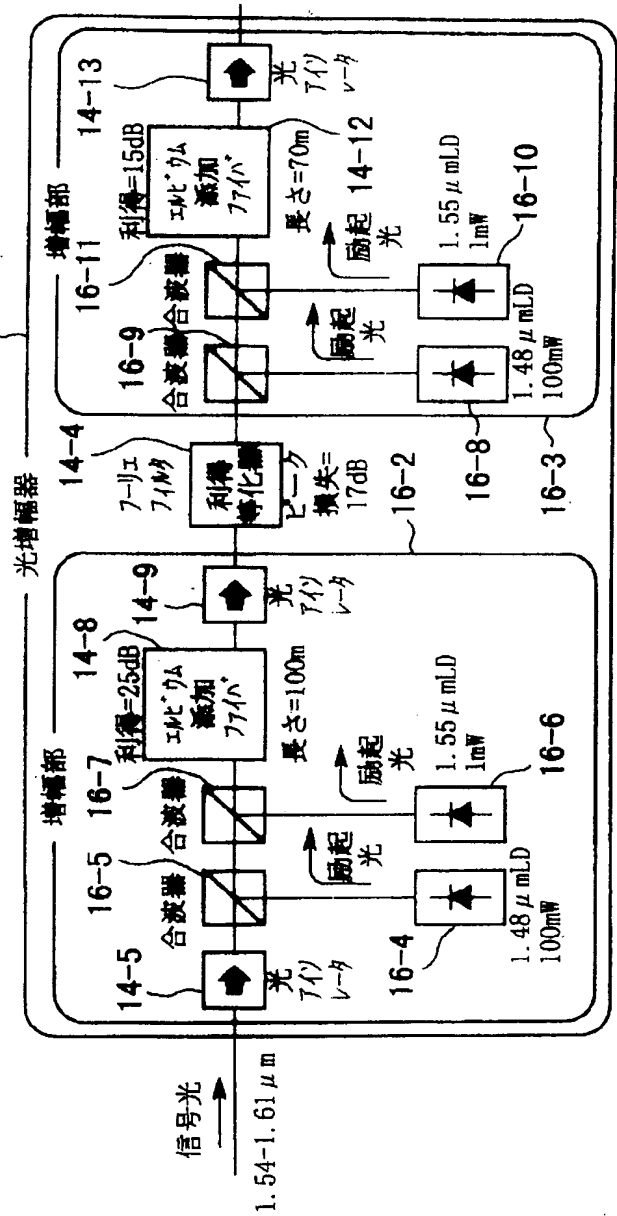 光増幅器
信号光
1.54-1.61μm
増幅部
14-5
光
アイソ
レータ
16-5
合波器
16-7
合波器
利得=25dB
14-8
エルビウム
添加
ファイバ
長さ=100m
14-9
光
アイソ
レータ
励起
光
励起
光
16-4
1.48μmLD
100mW
1.55μmLD
1mW
16-6
16-2
14-4
フーリエ
フィルタ
利得
等化器
ピーク
損失=
17dB
増幅部
16-9
合波器
16-11
合波器
利得=15dB
エルビウム
添加
ファイバ
長さ=70m
14-12
14-13
光
アイソ
レータ
励起
光
励起
光
16-8
1.48μmLD
100mW
1.55μmLD
1mW
16-10
16-3